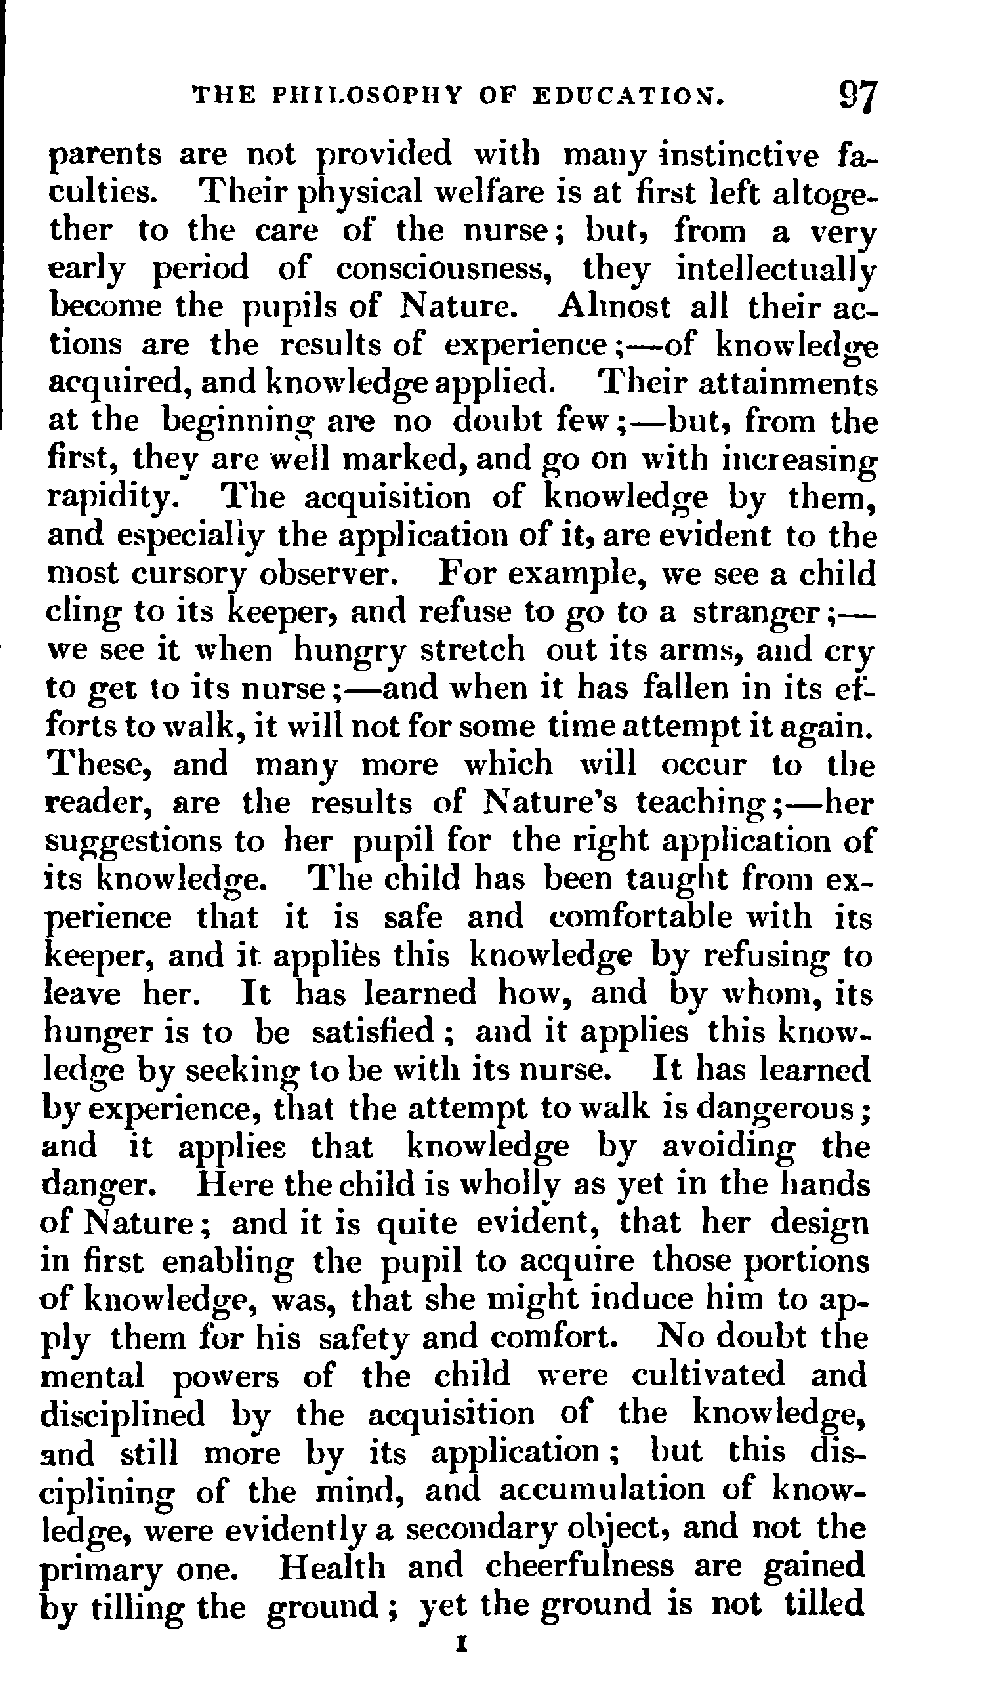 THE PHILOSOPHY OF EDUCATION. 97
parents are not provided with many instinctive fa-
culties. Their physical welfare is at first left altoge-
ther to the care of the nurse; but, from a very
early period of consciousness, they intellectually
become the pupils of Nature. Almost all their ac-
tions are the results of experience;—of knowledge
acquired, and knowledge applied. Their attainments
at the beginning are no doubt few;—but, from the
first, they are well marked, and go on with increasing
rapidity. The acquisition of knowledge by them,
and especially the application of it, are evident to the
most cursory observer. For example, we see a child
cling to its keeper, and refuse to go to a stranger;—
we see it when hungry stretch out its arms, and cry
to get to its nurse;—and when it has fallen in its ef-
forts to walk, it will not for some time attempt it again.
These, and many more which will occur to the
reader, are the results of Nature's teaching;—her
suggestions to her pupil for the right application of
its knowledge. The child has been taught from ex-
perience that it is safe and comfortable with its
keeper, and it applies this knowledge by refusing to
leave her. It has learned how, and by whom, its
hunger is to be satisfied; and it applies this know-
ledge by seeking to be with its nurse. It has learned
by experience, that the attempt to walk is dangerous;
and it applies that knowledge by avoiding the
danger. Here the child is wholly as yet in the hands
of Nature; and it is quite evident, that her design
in first enabling the pupil to acquire those portions
of knowledge, was, that she might induce him to ap-
ply them for his safety and comfort. No doubt the
mental powers of the child were cultivated and
disciplined by the acquisition of the knowledge,
and still more by its application; but this dis-
ciplining of the mind, and accumulation of know-
ledge, were evidently a secondary object, and not the
primary one. Health and cheerfulness are gained
by tilling the ground; yet the ground is not tilled
I